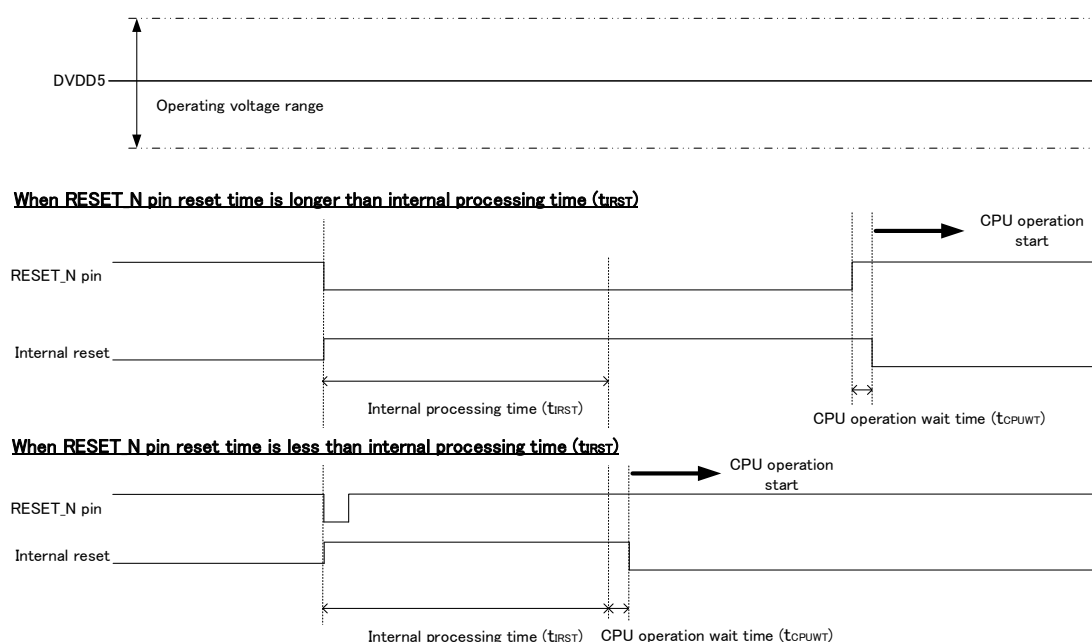 DVDD5
Operating voltage range
When RESET_N pin reset time is longer than internal processing time (tIRST)
CPU operation
start
RESET_N pin
Internal reset
Internal processing time (tIRST)
CPU operation wait time (tCPUWT)
When RESET_N pin reset time is less than internal processing time (tIRST)
CPU operation
start
RESET_N pin
Internal reset
Internal processing time (tIRST) CPU operation wait time (tCPUWT)